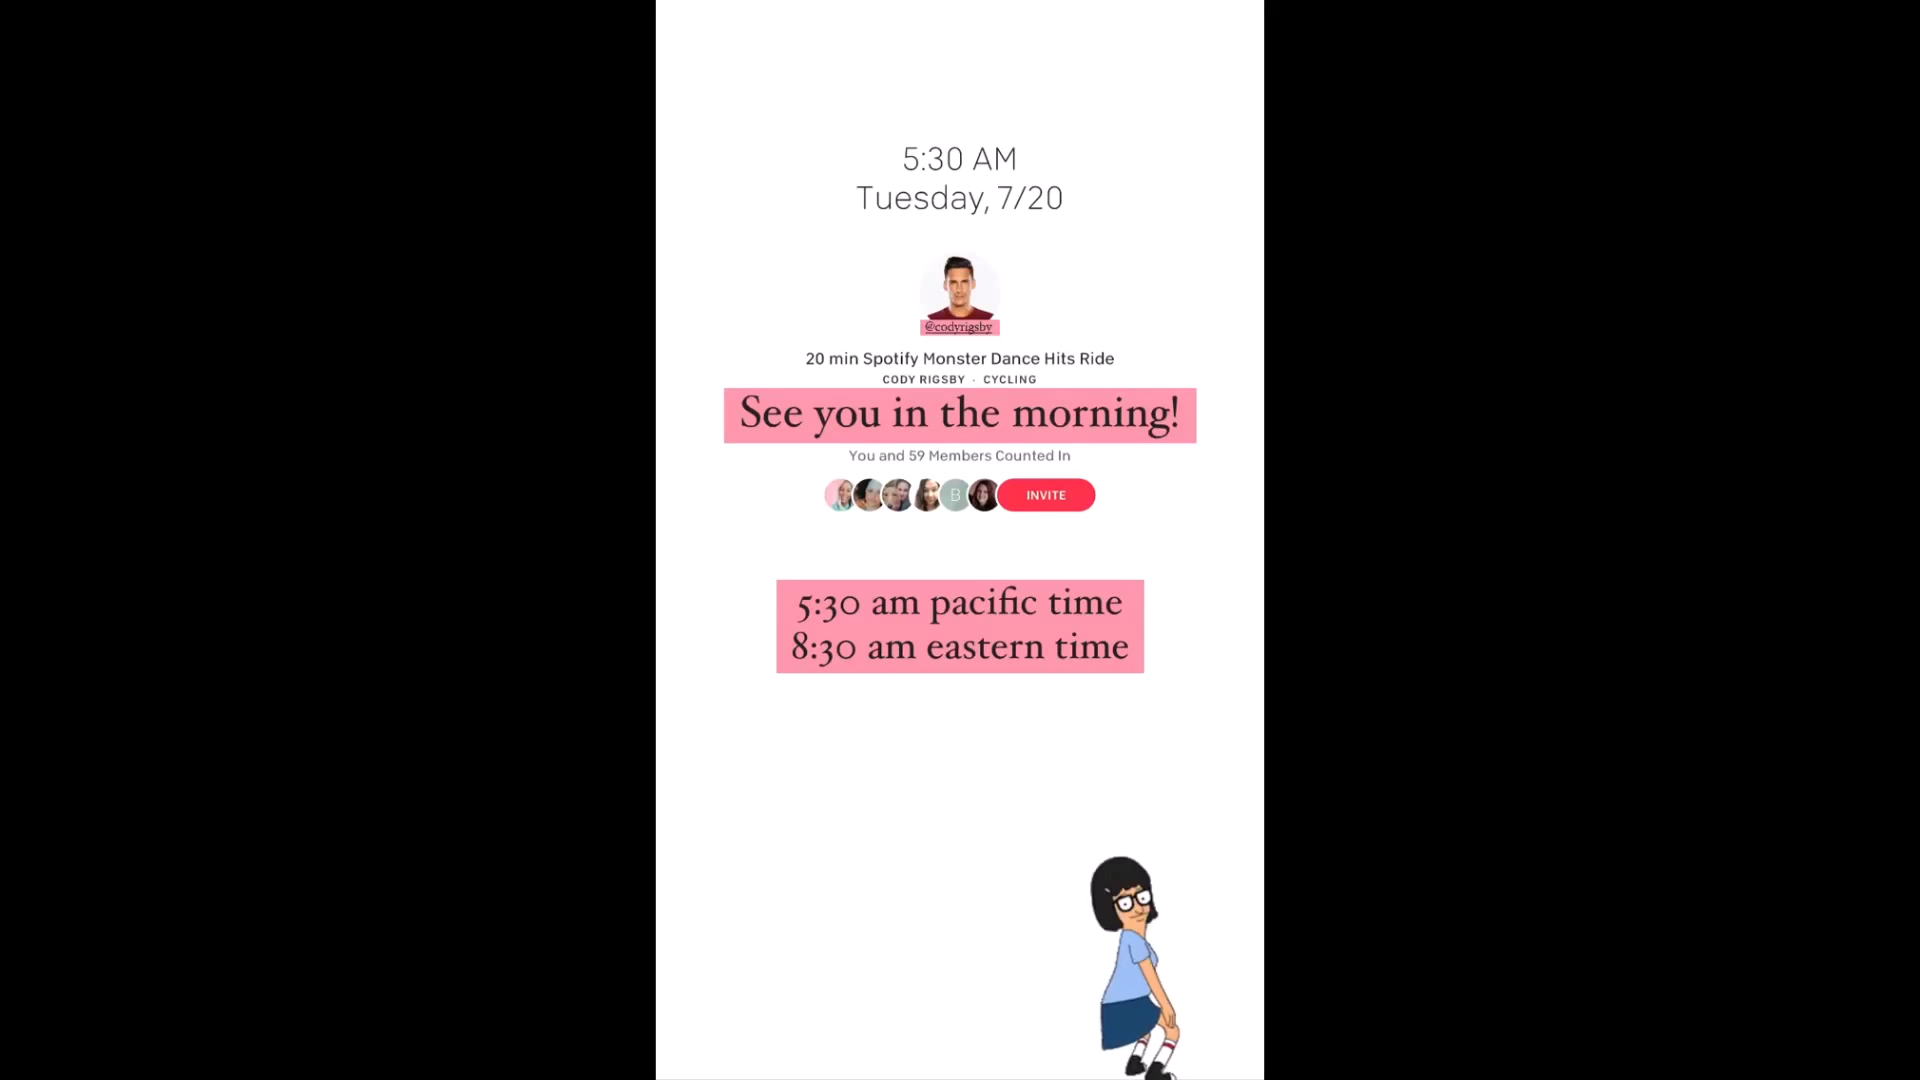 5:30 AM
Tuesday, 7/20
@codyrigsby
20 min Spotify Monster Dance Hits Ride
CODY RIGSBY · CYCLING
See you in the morning!
You and 59 Members Counted In
B
INVITE
5:30 am pacific time
8:30 am eastern time